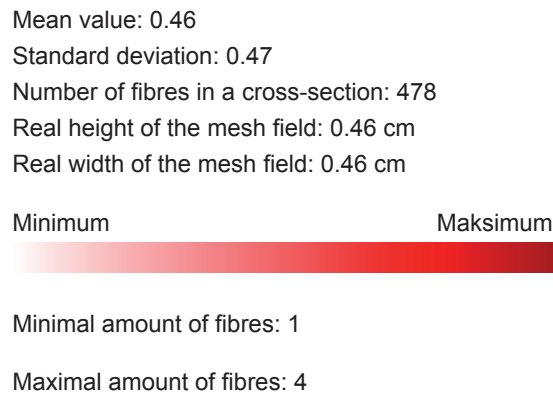 Mean value: 0.46
Standard deviation: 0.47
Number of fibres in a cross-section: 478
Real height of the mesh field: 0.46 cm
Real width of the mesh field: 0.46 cm
Minimum Maksimum
Minimal amount of fibres: 1
Maximal amount of fibres: 4